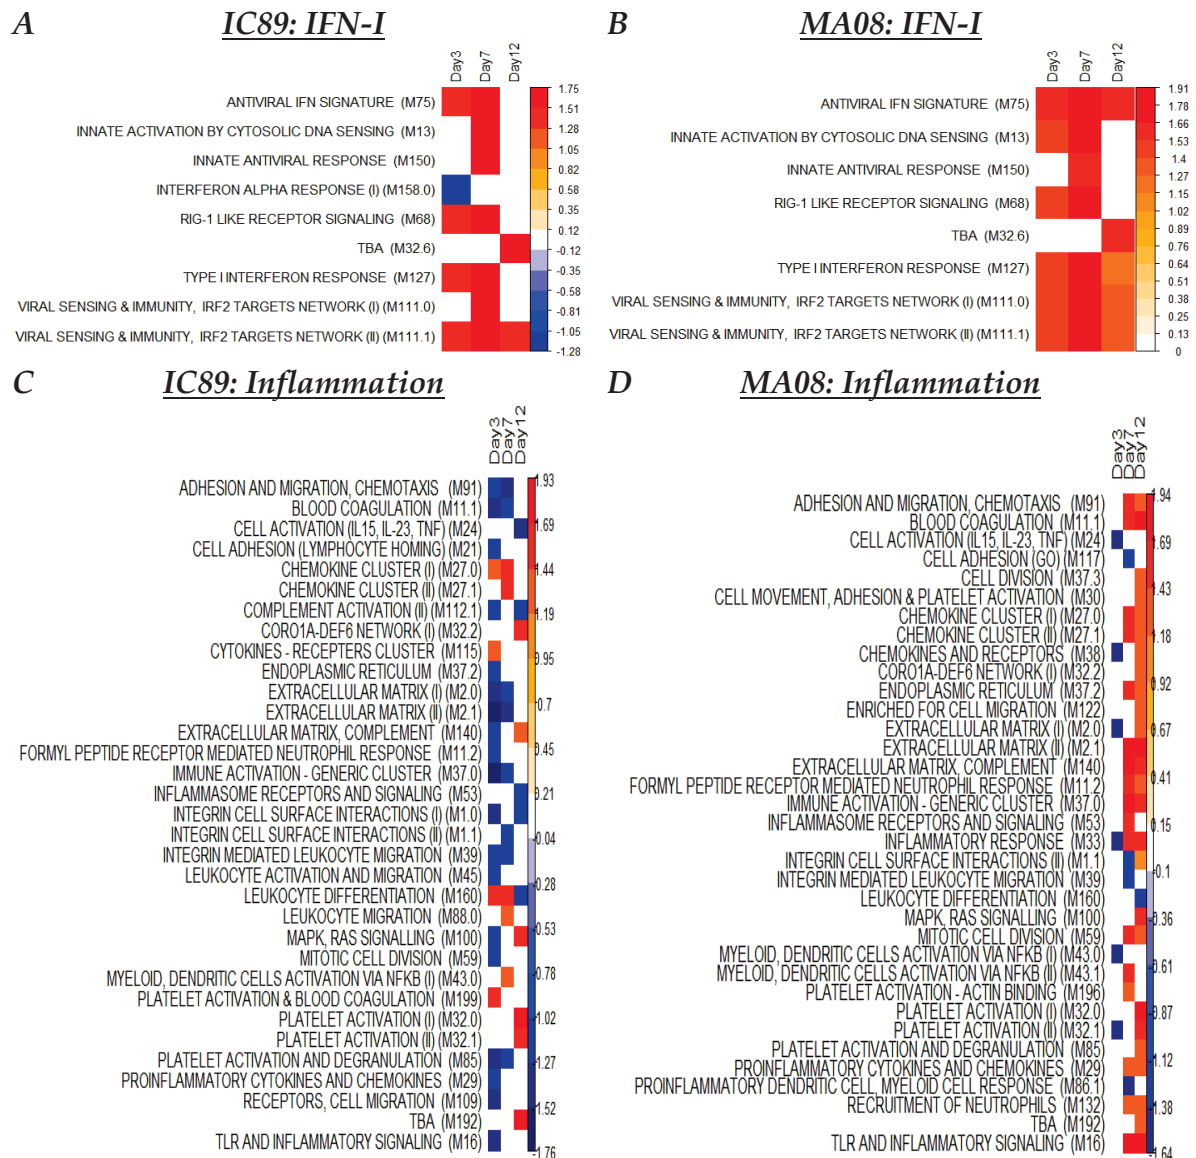 A
IC89: IFN-I
Day3
Day7
Day12
ANTIVIRAL IFN SIGNATURE (M75)
INNATE ACTIVATION BY CYTOSOLIC DNA SENSING (M13)
INNATE ANTIVIRAL RESPONSE (M150)
INTERFERON ALPHA RESPONSE (I) (M158.0)
RIG-1 LIKE RECEPTOR SIGNALING (M68)
TBA (M32.6)
TYPE I INTERFERON RESPONSE (M127)
VIRAL SENSING & IMMUNITY, IRF2 TARGETS NETWORK (I) (M111.0)
VIRAL SENSING & IMMUNITY, IRF2 TARGETS NETWORK (II) (M111.1)
1.75
1.51
1.28
1.05
0.82
0.58
0.35
0.12
-0.12
-0.35
-0.58
-0.81
-1.05
-1.28
B
MA08: IFN-I
Day3
Day7
Day12
ANTIVIRAL IFN SIGNATURE (M75)
INNATE ACTIVATION BY CYTOSOLIC DNA SENSING (M13)
INNATE ANTIVIRAL RESPONSE (M150)
RIG-1 LIKE RECEPTOR SIGNALING (M68)
TBA (M32.6)
TYPE I INTERFERON RESPONSE (M127)
VIRAL SENSING & IMMUNITY, IRF2 TARGETS NETWORK (I) (M111.0)
VIRAL SENSING & IMMUNITY, IRF2 TARGETS NETWORK (II) (M111.1)
1.91
1.78
1.66
1.53
1.4
1.27
1.15
1.02
0.89
0.76
0.64
0.51
0.38
0.25
0.13
0
C
IC89: Inflammation
Day3
Day7
Day12
ADHESION AND MIGRATION, CHEMOTAXIS (M91)
BLOOD COAGULATION (M11.1)
CELL ACTIVATION (IL15, IL-23, TNF) (M24)
CELL ADHESION (LYMPHOCYTE HOMING) (M21)
CHEMOKINE CLUSTER (I) (M27.0)
CHEMOKINE CLUSTER (II) (M27.1)
COMPLEMENT ACTIVATION (II) (M112.1)
CORO1A-DEF6 NETWORK (I) (M32.2)
CYTOKINES - RECEPTERS CLUSTER (M115)
ENDOPLASMIC RETICULUM (M37.2)
EXTRACELLULAR MATRIX (I) (M2.0)
EXTRACELLULAR MATRIX (II) (M2.1)
EXTRACELLULAR MATRIX, COMPLEMENT (M140)
FORMYL PEPTIDE RECEPTOR MEDIATED NEUTROPHIL RESPONSE (M11.2)
IMMUNE ACTIVATION - GENERIC CLUSTER (M37.0)
INFLAMMASOME RECEPTORS AND SIGNALING (M53)
INTEGRIN CELL SURFACE INTERACTIONS (I) (M1.0)
INTEGRIN CELL SURFACE INTERACTIONS (II) (M1.1)
INTEGRIN MEDIATED LEUKOCYTE MIGRATION (M39)
LEUKOCYTE ACTIVATION AND MIGRATION (M45)
LEUKOCYTE DIFFERENTIATION (M160)
LEUKOCYTE MIGRATION (M88.0)
MAPK, RAS SIGNALLING (M100)
MITOTIC CELL DIVISION (M59)
MYELOID, DENDRITIC CELLS ACTIVATION VIA NFKB (I) (M43.0)
PLATELET ACTIVATION & BLOOD COAGULATION (M199)
PLATELET ACTIVATION (I) (M32.0)
PLATELET ACTIVATION (II) (M32.1)
PLATELET ACTIVATION AND DEGRANULATION (M85)
PROINFLAMMATORY CYTOKINES AND CHEMOKINES (M29)
RECEPTORS, CELL MIGRATION (M109)
TBA (M192)
TLR AND INFLAMMATORY SIGNALING (M16)
1.93
1.69
1.44
1.19
0.95
0.7
0.45
0.21
-0.04
-0.28
-0.53
-0.78
-1.02
-1.27
-1.52
-1.76
D
MA08: Inflammation
Day3
Day7
Day12
ADHESION AND MIGRATION, CHEMOTAXIS (M91)
BLOOD COAGULATION (M11.1)
CELL ACTIVATION (IL15, IL-23, TNF) (M24)
CELL ADHESION (GO) (M117)
CELL DIVISION (M37.3)
CELL MOVEMENT, ADHESION & PLATELET ACTIVATION (M30)
CHEMOKINE CLUSTER (I) (M27.0)
CHEMOKINE CLUSTER (II) (M27.1)
CHEMOKINES AND RECEPTORS (M38)
CORO1A-DEF6 NETWORK (I) (M32.2)
ENDOPLASMIC RETICULUM (M37.2)
ENRICHED FOR CELL MIGRATION (M122)
EXTRACELLULAR MATRIX (I) (M2.0)
EXTRACELLULAR MATRIX (II) (M2.1)
EXTRACELLULAR MATRIX, COMPLEMENT (M140)
FORMYL PEPTIDE RECEPTOR MEDIATED NEUTROPHIL RESPONSE (M11.2)
IMMUNE ACTIVATION - GENERIC CLUSTER (M37.0)
INFLAMMASOME RECEPTORS AND SIGNALING (M53)
INFLAMMATORY RESPONSE (M33)
INTEGRIN CELL SURFACE INTERACTIONS (II) (M1.1)
INTEGRIN MEDIATED LEUKOCYTE MIGRATION (M39)
LEUKOCYTE DIFFERENTIATION (M160)
MAPK, RAS SIGNALLING (M100)
MITOTIC CELL DIVISION (M59)
MYELOID, DENDRITIC CELLS ACTIVATION VIA NFKB (I) (M43.0)
MYELOID, DENDRITIC CELLS ACTIVATION VIA NFKB (II) (M43.1)
PLATELET ACTIVATION - ACTIN BINDING (M196)
PLATELET ACTIVATION (I) (M32.0)
PLATELET ACTIVATION (II) (M32.1)
PLATELET ACTIVATION AND DEGRANULATION (M85)
PROINFLAMMATORY CYTOKINES AND CHEMOKINES (M29)
PROINFLAMMATORY DENDRITIC CELL, MYELOID CELL RESPONSE (M86.1)
RECRUITMENT OF NEUTROPHILS (M132)
TBA (M192)
TLR AND INFLAMMATORY SIGNALING (M16)
1.94
1.69
1.43
1.18
0.92
0.67
0.41
0.15
-0.1
-0.36
-0.61
-0.87
-1.12
-1.38
-1.64